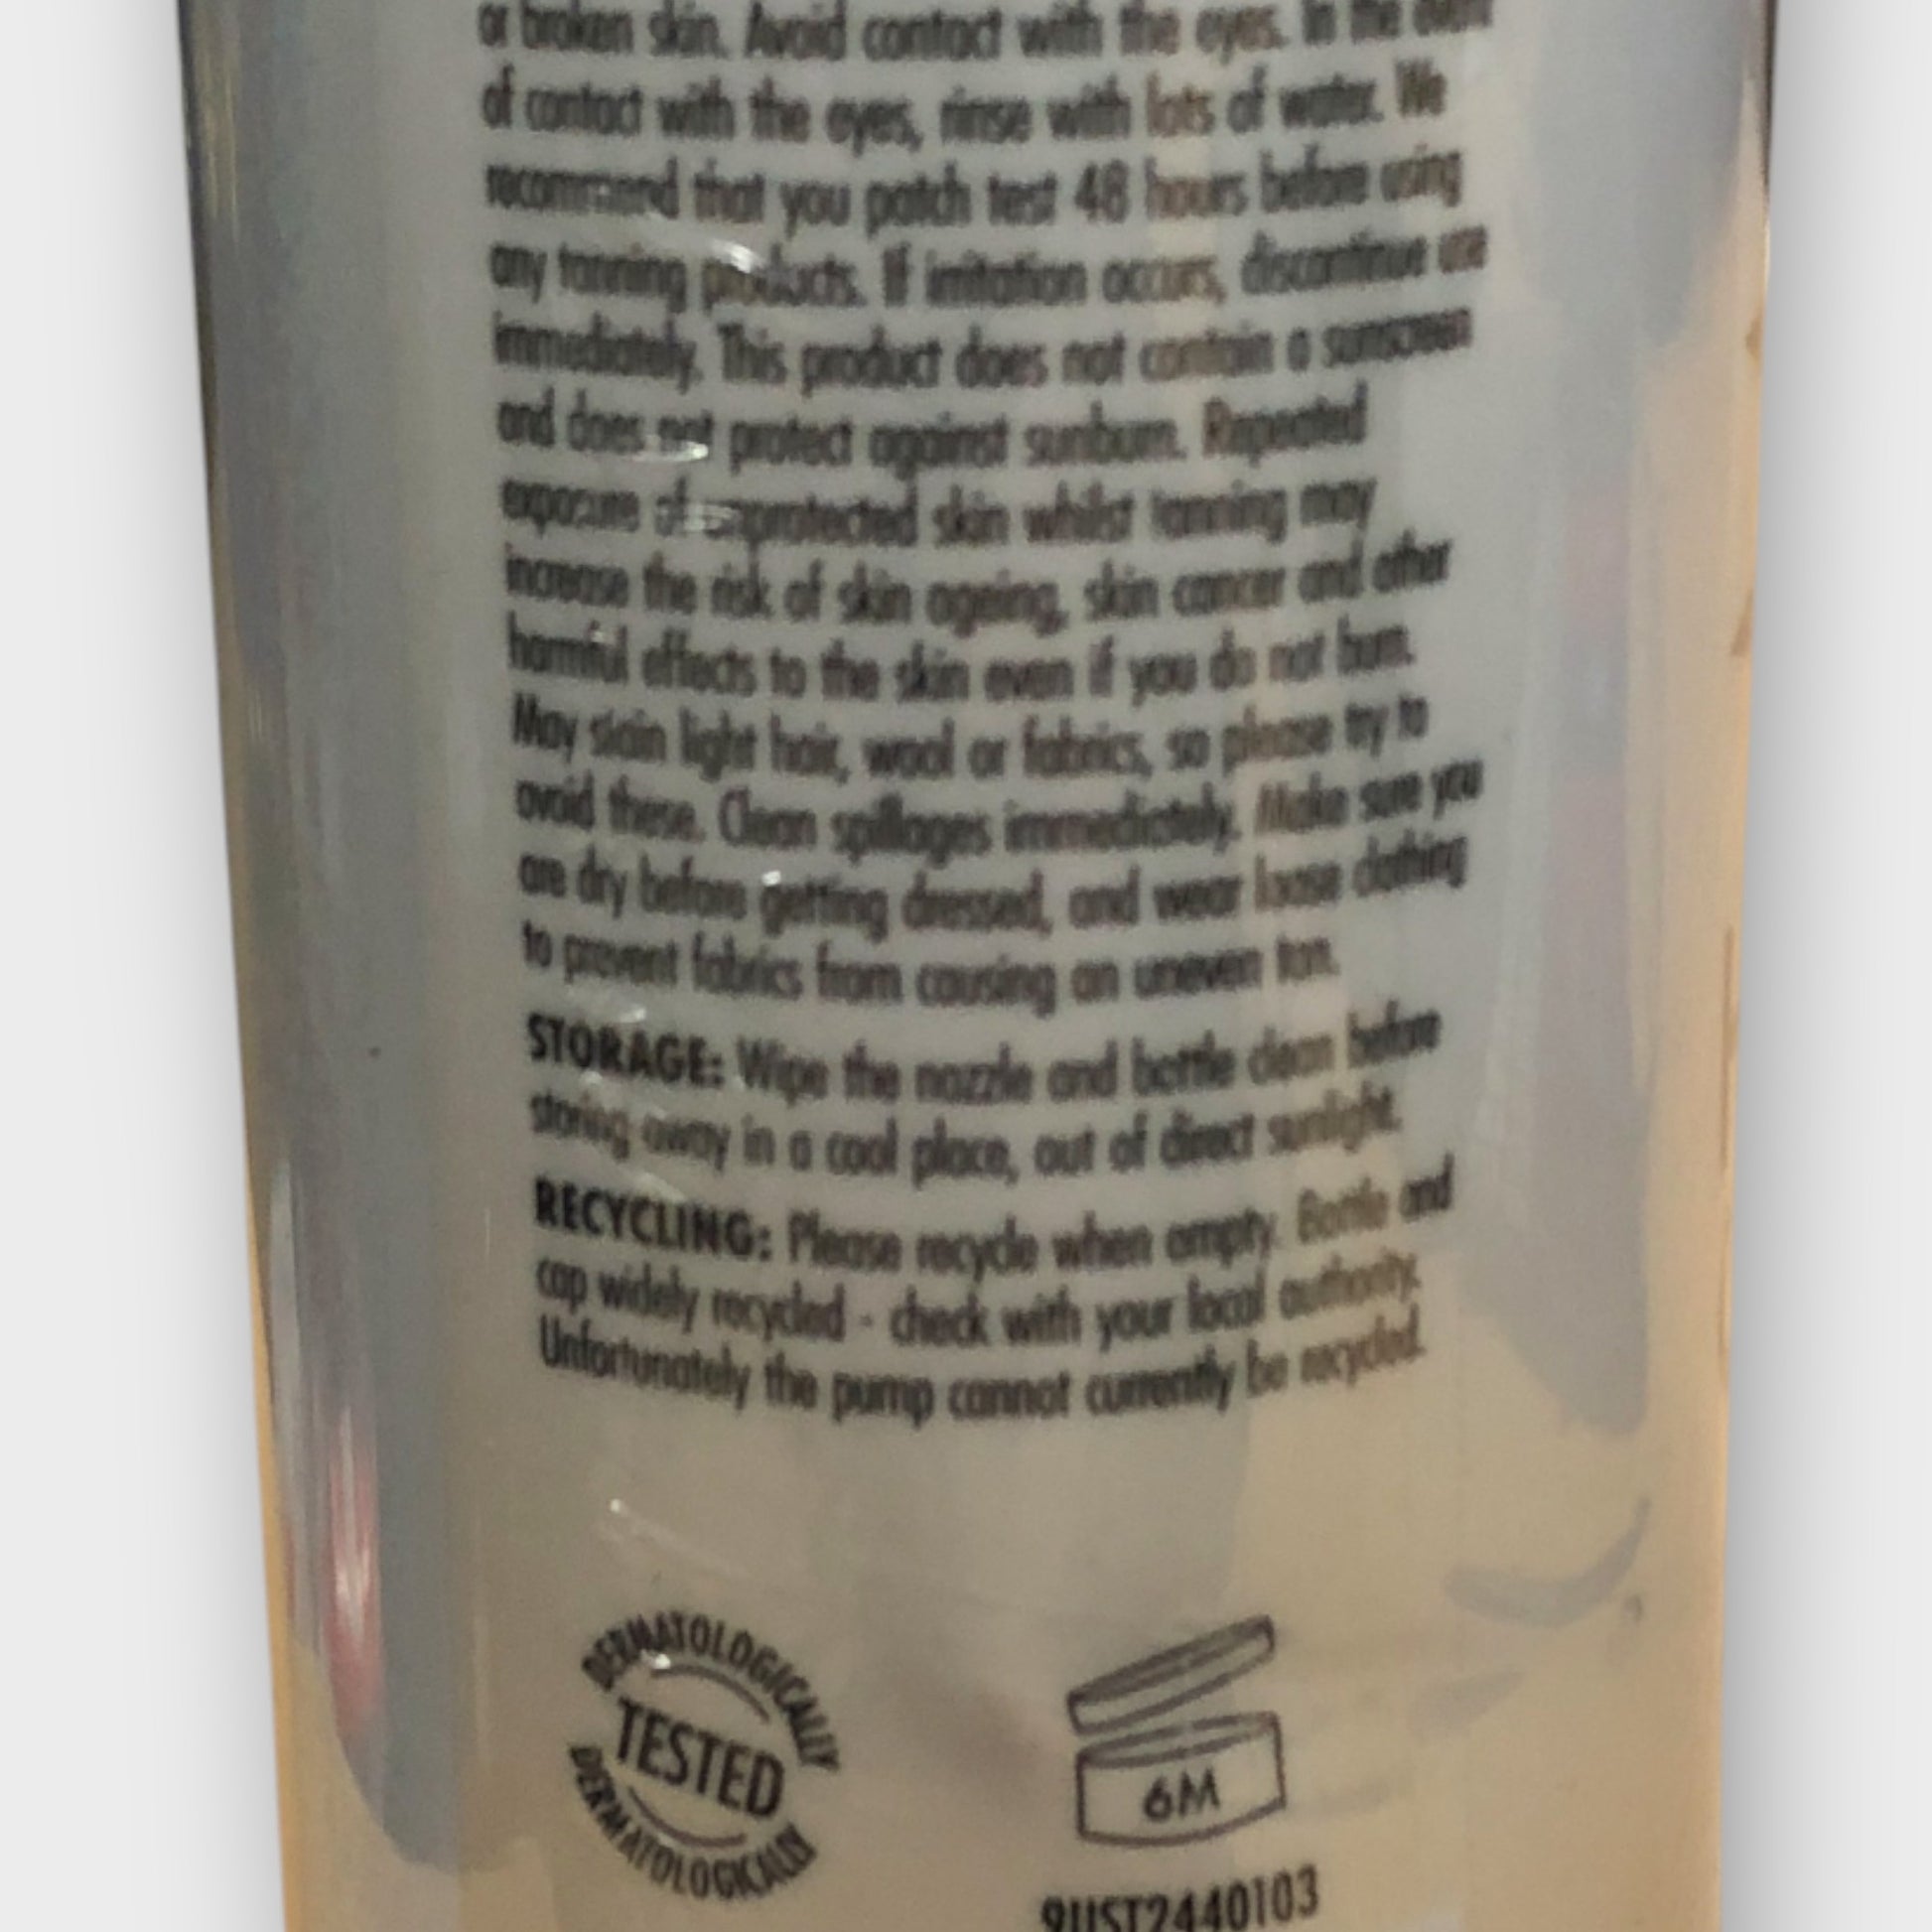 or broken skin. Avoid contact with the eyes. In the event
of contact with the eyes, rinse with lots of water. We
recommend that you patch test 48 hours before using
any tanning products. If irritation occurs, discontinue use
immediately. This product does not contain a sunscreen
and does not protect against sunburn. Repeated
exposure of unprotected skin whilst tanning may
increase the risk of skin ageing, skin cancer and other
harmful effects to the skin even if you do not burn.
May stain light hair, wool or fabrics, so please try to
avoid these. Clean spillages immediately. Make sure you
are dry before getting dressed, and wear loose clothing
to prevent fabrics from causing an uneven tan.
STORAGE: Wipe the nozzle and bottle clean before
storing away in a cool place, out of direct sunlight.
RECYCLING: Please recycle when empty. Bottle and
cap widely recycled - check with your local authority.
Unfortunately the pump cannot currently be recycled.
DERMATOLOGICALLY
TESTED
DERMATOLOGICALLY
6M
9UST2440103